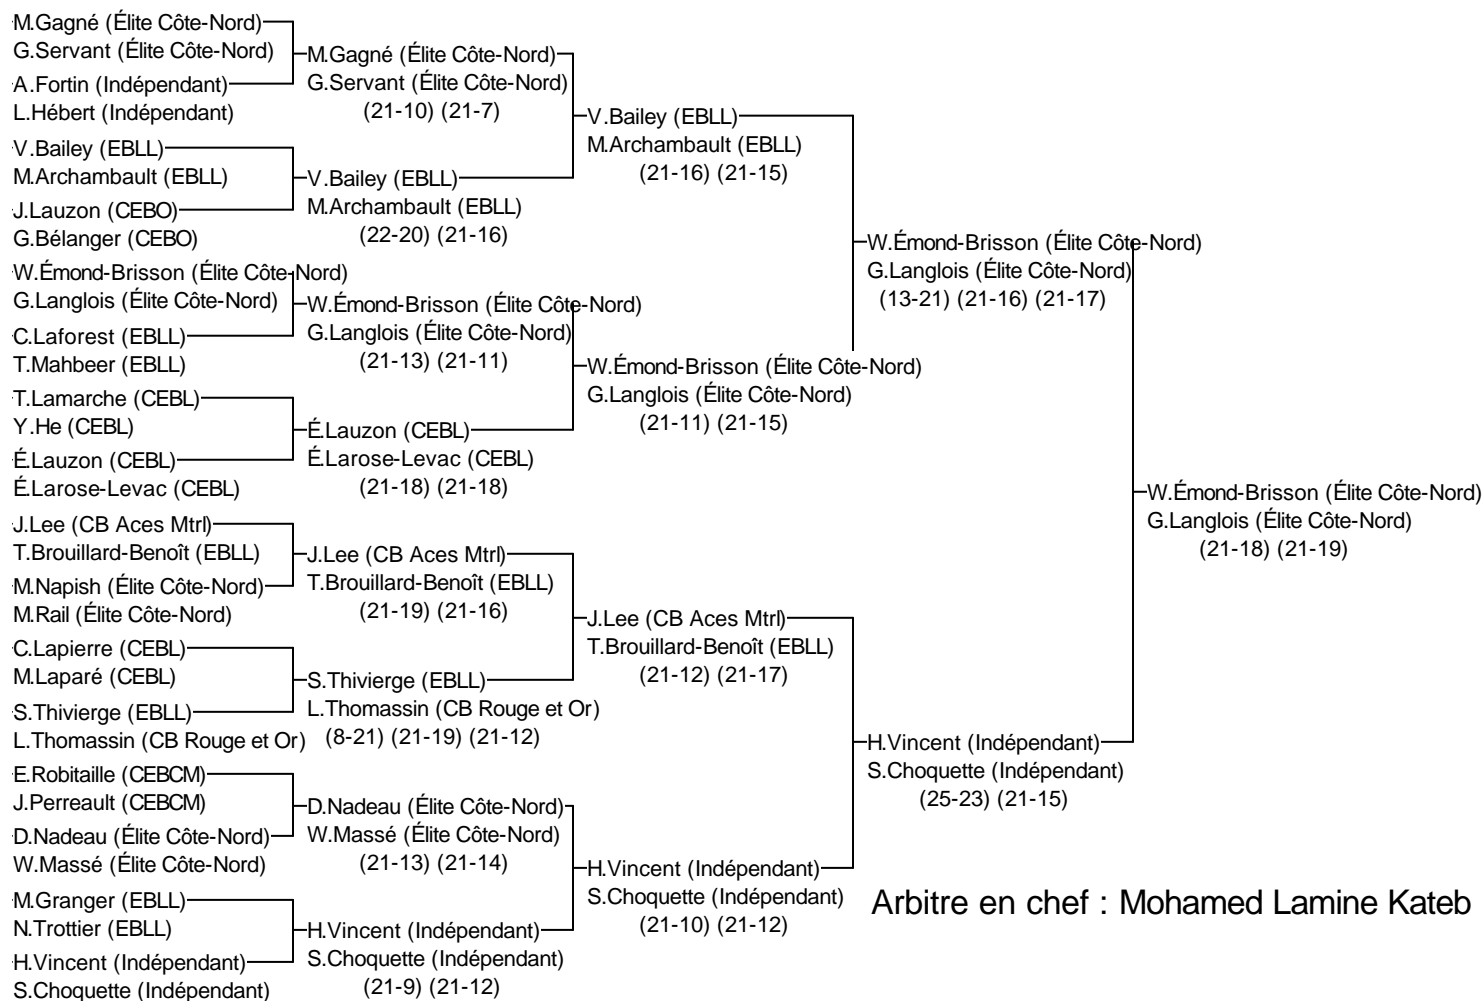 M.Gagné (Élite Côte-Nord)
G.Servant (Élite Côte-Nord)
A.Fortin (Indépendant)
L.Hébert (Indépendant)
V.Bailey (EBLL)
M.Archambault (EBLL)
J.Lauzon (CEBO)
G.Bélanger (CEBO)
W.Émond-Brisson (Élite Côte-Nord)
G.Langlois (Élite Côte-Nord)
C.Laforest (EBLL)
T.Mahbeer (EBLL)
T.Lamarche (CEBL)
Y.He (CEBL)
É.Lauzon (CEBL)
É.Larose-Levac (CEBL)
J.Lee (CB Aces Mtrl)
T.Brouillard-Benoît (EBLL)
M.Napish (Élite Côte-Nord)
M.Rail (Élite Côte-Nord)
C.Lapierre (CEBL)
M.Laparé (CEBL)
S.Thivierge (EBLL)
L.Thomassin (CB Rouge et Or)
E.Robitaille (CEBCM)
J.Perreault (CEBCM)
D.Nadeau (Élite Côte-Nord)
W.Massé (Élite Côte-Nord)
M.Granger (EBLL)
N.Trottier (EBLL)
H.Vincent (Indépendant)
S.Choquette (Indépendant)
M.Gagné (Élite Côte-Nord)
G.Servant (Élite Côte-Nord)
(21-10) (21-7)
V.Bailey (EBLL)
M.Archambault (EBLL)
(22-20) (21-16)
W.Émond-Brisson (Élite Côte-Nord)
G.Langlois (Élite Côte-Nord)
(21-13) (21-11)
É.Lauzon (CEBL)
É.Larose-Levac (CEBL)
(21-18) (21-18)
J.Lee (CB Aces Mtrl)
T.Brouillard-Benoît (EBLL)
(21-19) (21-16)
S.Thivierge (EBLL)
L.Thomassin (CB Rouge et Or)
(8-21) (21-19) (21-12)
D.Nadeau (Élite Côte-Nord)
W.Massé (Élite Côte-Nord)
(21-13) (21-14)
H.Vincent (Indépendant)
S.Choquette (Indépendant)
(21-9) (21-12)
V.Bailey (EBLL)
M.Archambault (EBLL)
(21-16) (21-15)
W.Émond-Brisson (Élite Côte-Nord)
G.Langlois (Élite Côte-Nord)
(21-11) (21-15)
J.Lee (CB Aces Mtrl)
T.Brouillard-Benoît (EBLL)
(21-12) (21-17)
H.Vincent (Indépendant)
S.Choquette (Indépendant)
(21-10) (21-12)
W.Émond-Brisson (Élite Côte-Nord)
G.Langlois (Élite Côte-Nord)
(13-21) (21-16) (21-17)
H.Vincent (Indépendant)
S.Choquette (Indépendant)
(25-23) (21-15)
W.Émond-Brisson (Élite Côte-Nord)
G.Langlois (Élite Côte-Nord)
(21-18) (21-19)
Arbitre en chef : Mohamed Lamine Kateb